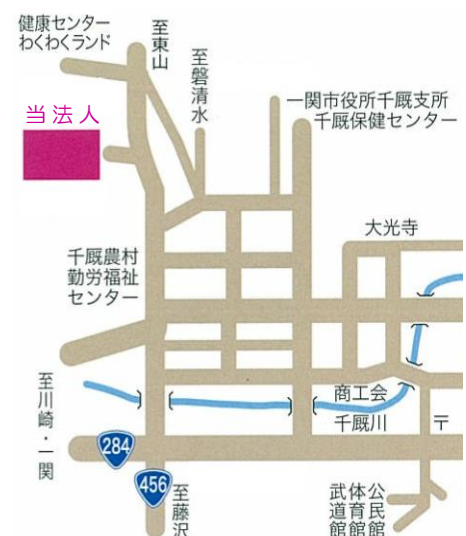 健康センター
わくわくランド
至東山
至磐清水
一関市役所千厩支所
千厩保健センター
当法人
大光寺
千厩農村
勤労福祉
センター
至川崎・一関
商工会
千厩川
〒
284
456
至藤沢
公民館
体育館
武道館